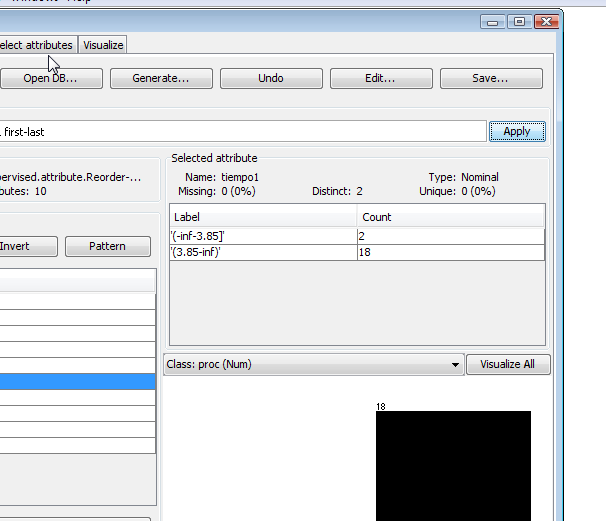 Windows Help
elect attributes Visualize
Open DB... Generate... Undo Edit... Save...
first-last Apply
ervised.attribute.Reorder-...
butes: 10
Selected attribute
Name: tiempo1 Type: Nominal
Missing: 0 (0%) Distinct: 2 Unique: 0 (0%)
Invert Pattern
Label Count
'(-inf-3.85]' 2
'(3.85-inf)' 18
Class: proc (Num) Visualize All
18